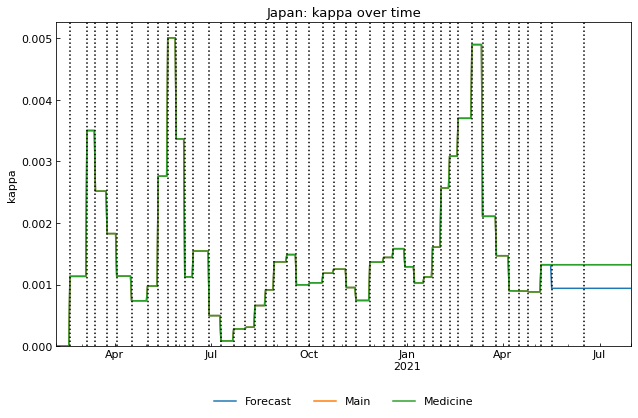 Japan: kappa over time
0.005
0.004
0.003
0.002
0.001
0.000
kappa
Apr Jul Oct Jan Apr Jul
2021
Forecast Main Medicine